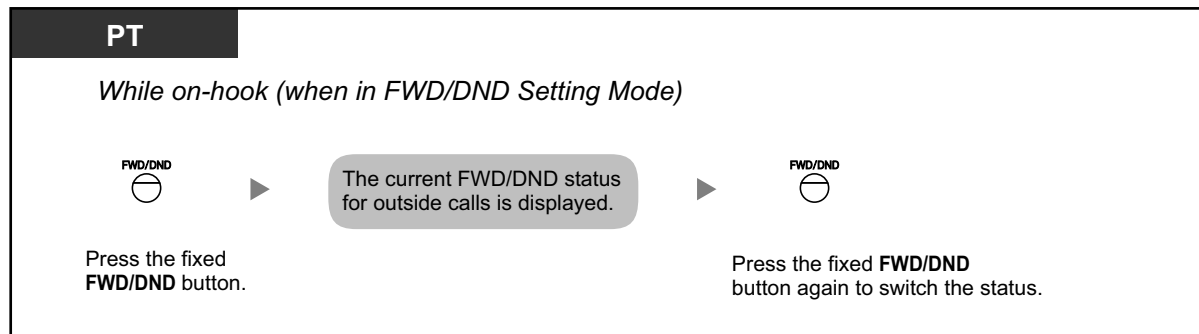 PT
While on-hook (when in FWD/DND Setting Mode)
FWD/DND
The current FWD/DND status
for outside calls is displayed.
FWD/DND
Press the fixed
FWD/DND button.
Press the fixed FWD/DND
button again to switch the status.